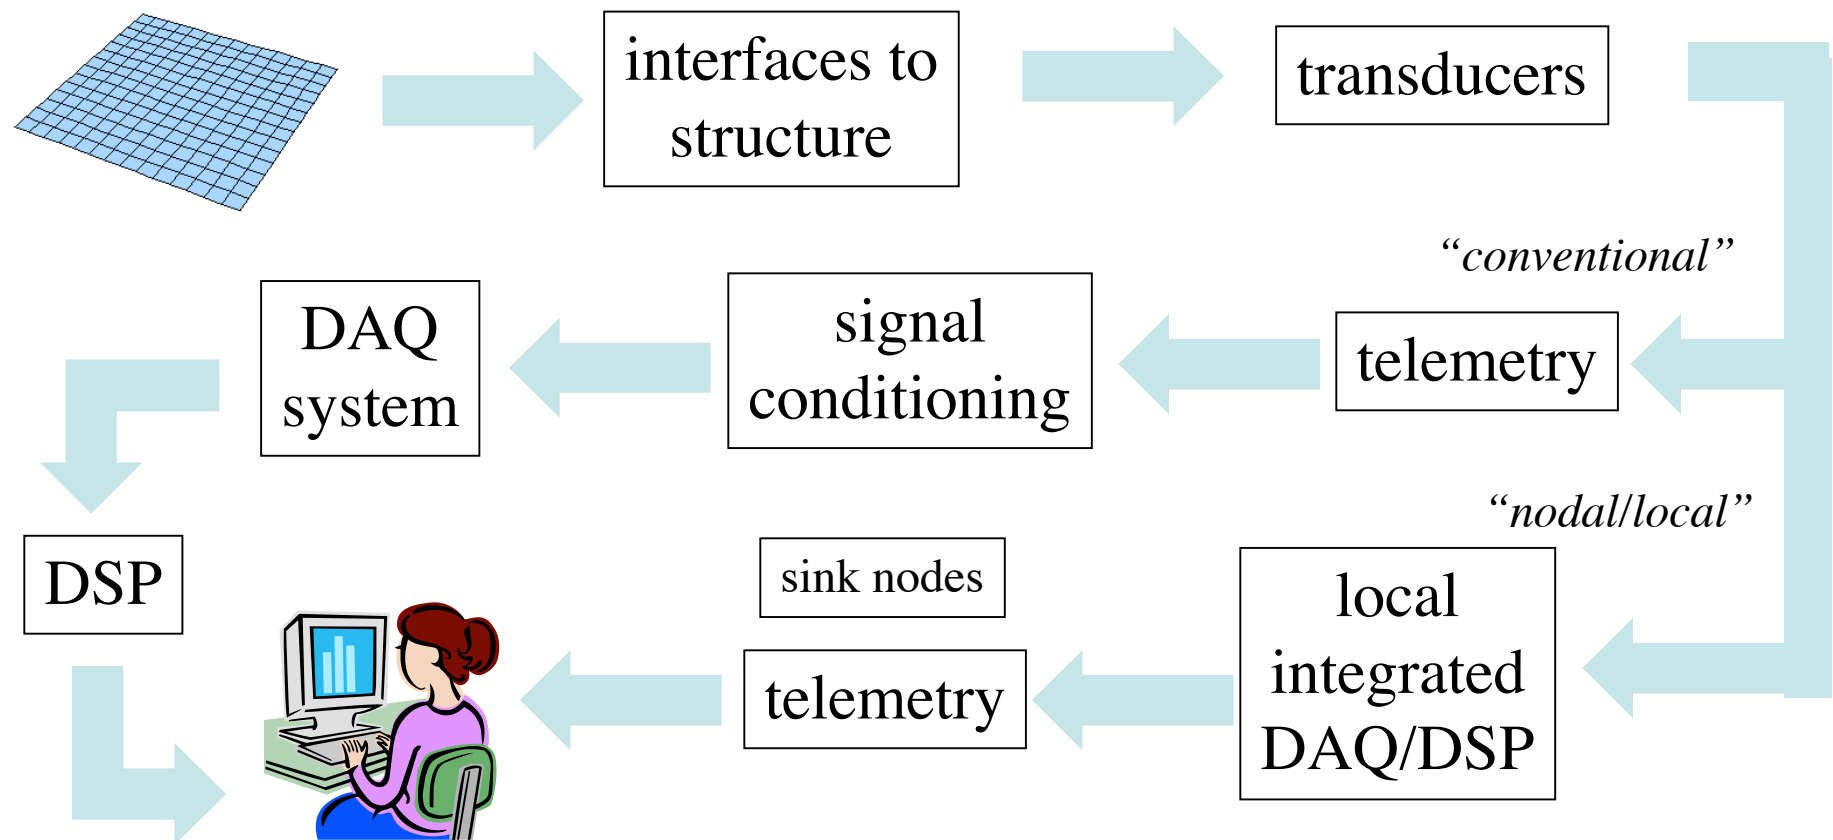 interfaces to
structure
transducers
“conventional”
DAQ
system
signal
conditioning
telemetry
“nodal/local”
DSP
sink nodes
telemetry
local
integrated
DAQ/DSP